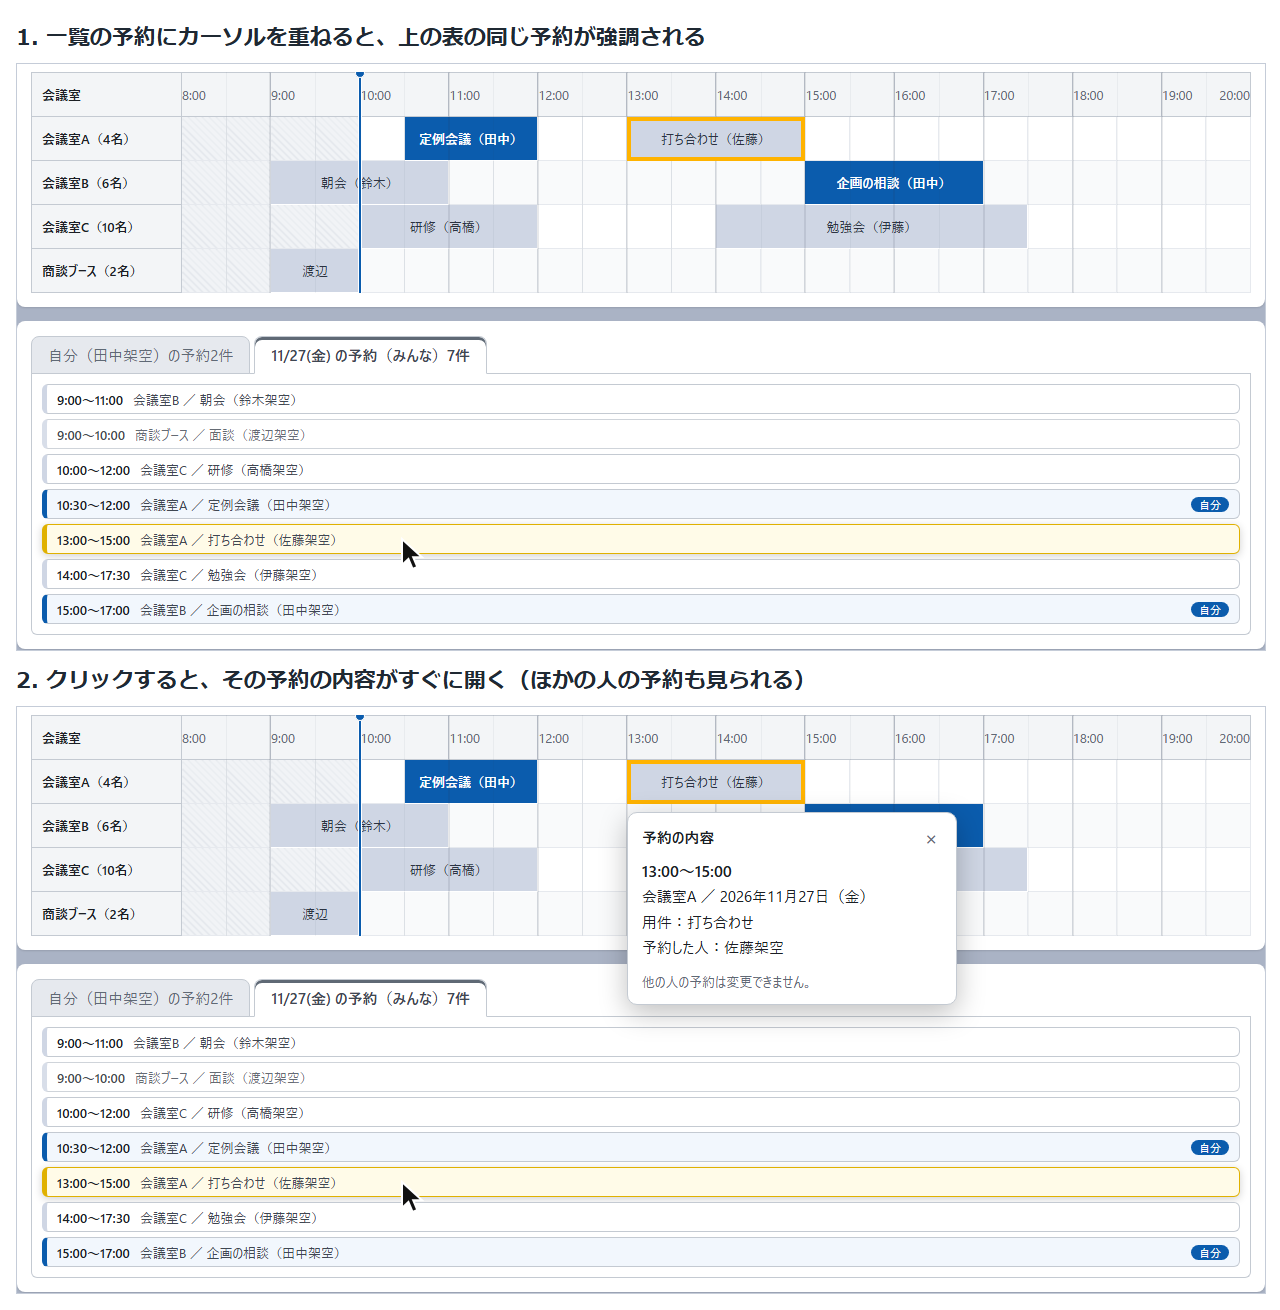 1. 一覧の予約にカーソルを重ねると、上の表の同じ予約が強調される
会議室 8:00 9:00 10:00 11:00 12:00 13:00 14:00 15:00 16:00 17:00 18:00 19:00 20:00
会議室A（4名） 定例会議（田中） 打ち合わせ（佐藤）
会議室B（6名） 朝会（鈴木） 企画の相談（田中）
会議室C（10名） 研修（高橋） 勉強会（伊藤）
商談ブース（2名） 渡辺
自分（田中架空）の予約2件 11/27(金) の予約（みんな）7件
9:00～11:00 会議室B ／ 朝会（鈴木架空）
9:00～10:00 商談ブース ／ 面談（渡辺架空）
10:00～12:00 会議室C ／ 研修（高橋架空）
10:30～12:00 会議室A ／ 定例会議（田中架空） 自分
13:00～15:00 会議室A ／ 打ち合わせ（佐藤架空）
14:00～17:30 会議室C ／ 勉強会（伊藤架空）
15:00～17:00 会議室B ／ 企画の相談（田中架空） 自分
2. クリックすると、その予約の内容がすぐに開く（ほかの人の予約も見られる）
会議室 8:00 9:00 10:00 11:00 12:00 13:00 14:00 15:00 16:00 17:00 18:00 19:00 20:00
会議室A（4名） 定例会議（田中） 打ち合わせ（佐藤）
会議室B（6名） 朝会（鈴木）
会議室C（10名） 研修（高橋）
商談ブース（2名） 渡辺
予約の内容 ×
13:00～15:00
会議室A ／ 2026年11月27日（金）
用件：打ち合わせ
予約した人：佐藤架空
他の人の予約は変更できません。
自分（田中架空）の予約2件 11/27(金) の予約（みんな）7件
9:00～11:00 会議室B ／ 朝会（鈴木架空）
9:00～10:00 商談ブース ／ 面談（渡辺架空）
10:00～12:00 会議室C ／ 研修（高橋架空）
10:30～12:00 会議室A ／ 定例会議（田中架空） 自分
13:00～15:00 会議室A ／ 打ち合わせ（佐藤架空）
14:00～17:30 会議室C ／ 勉強会（伊藤架空）
15:00～17:00 会議室B ／ 企画の相談（田中架空） 自分